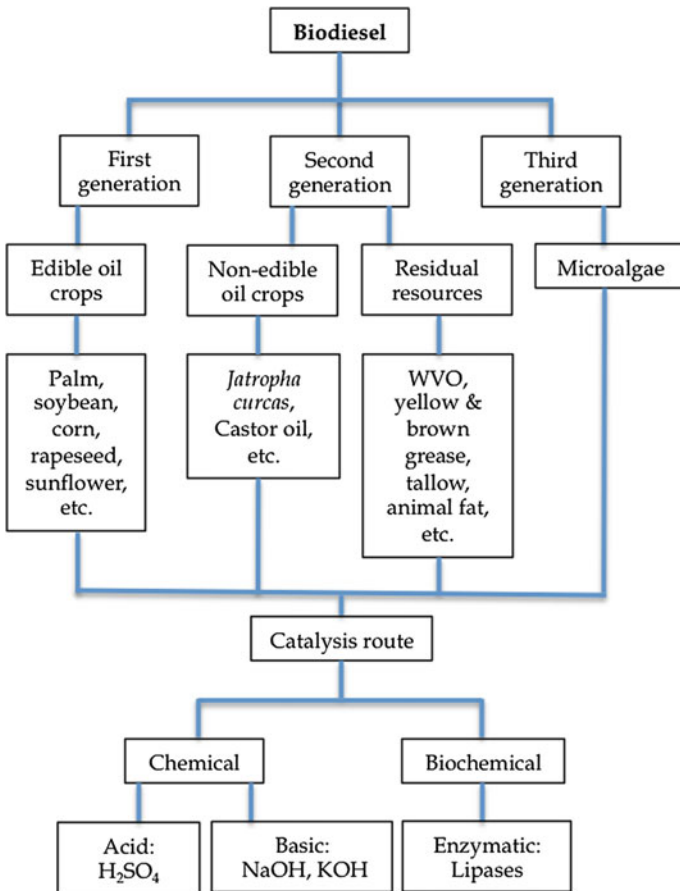 Biodiesel
First
generation
Second
generation
Third
generation
Edible oil
crops
Non-edible
oil crops
Residual
resources
Microalgae
Palm,
soybean,
corn,
rapeseed,
sunflower,
etc.
Jatropha
curcas,
Castor oil,
etc.
WVO,
yellow &
brown
grease,
tallow,
animal fat,
etc.
Catalysis route
Chemical
Biochemical
Acid:
H₂SO₄
Basic:
NaOH, KOH
Enzymatic:
Lipases